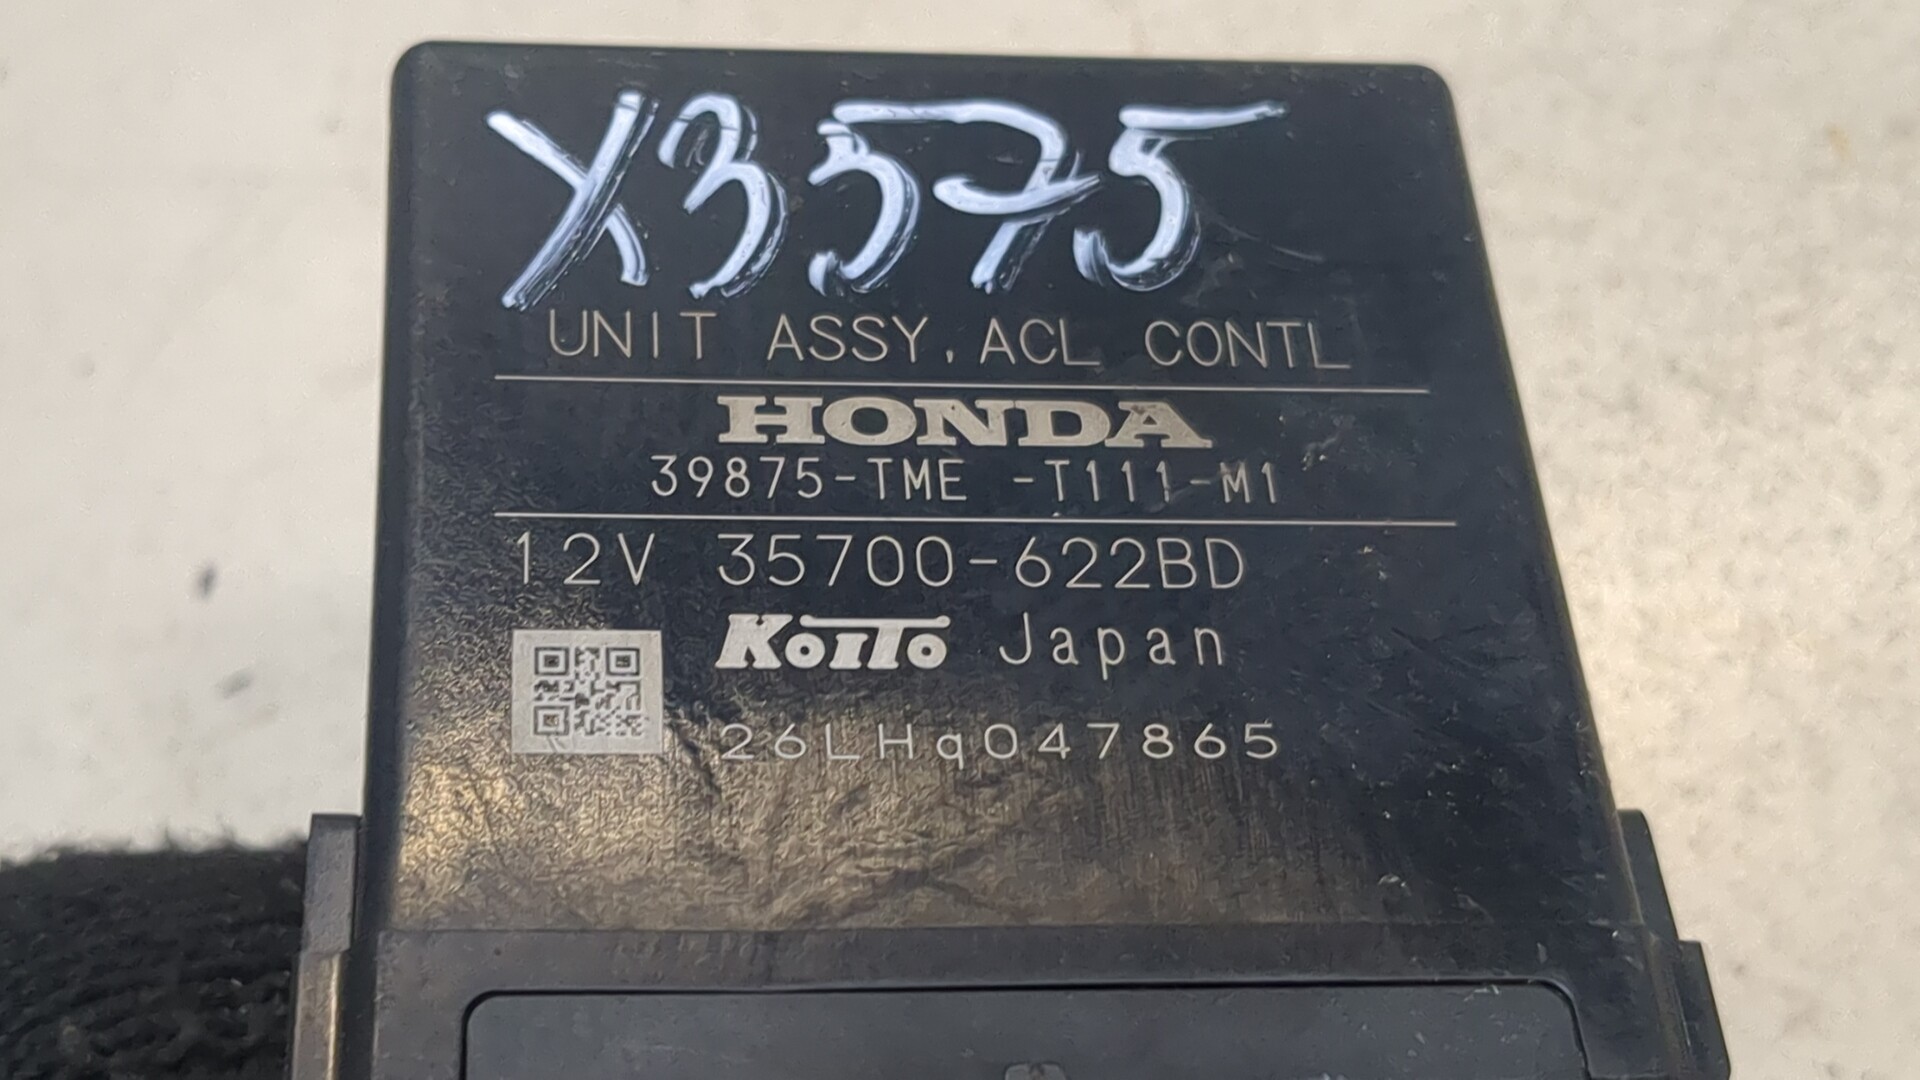 X3575
UNIT ASSY, ACL CONTL
HONDA
39875-TME -T111-M1
12V 35700-622BD
KOITO Japan
26LHq047865